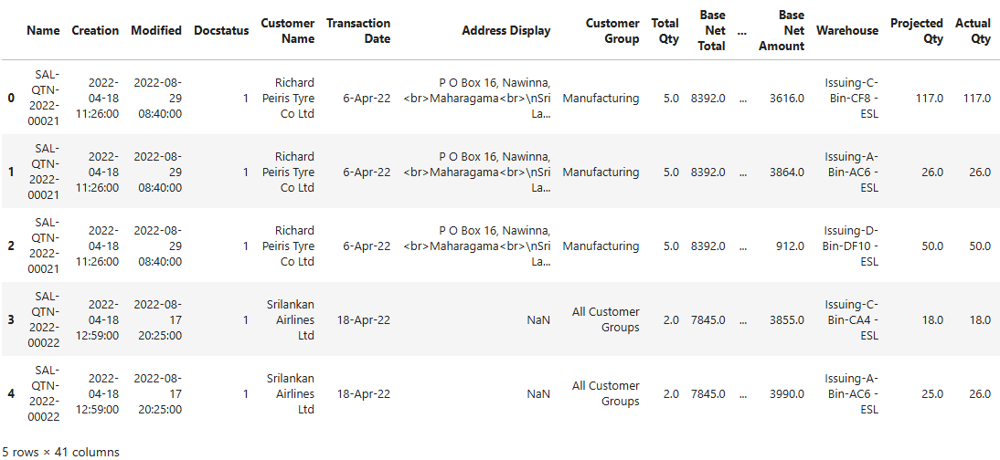 Name Creation Modified Docstatus Customer Name Transaction Date Address Display Customer Group Total Qty Base Net Total ... Base Net Amount Warehouse Projected Qty Actual Qty
0 SAL-QTN-2022-00021 2022-04-18 11:26:00 2022-08-29 08:40:00 1 Richard Peiris Tyre Co Ltd 6-Apr-22 P O Box 16, Nawinna, <br>Maharagama<br>\nSri La... Manufacturing 5.0 8392.0 ... 3616.0 Issuing-C-Bin-CF8 - ESL 117.0 117.0
1 SAL-QTN-2022-00021 2022-04-18 11:26:00 2022-08-29 08:40:00 1 Richard Peiris Tyre Co Ltd 6-Apr-22 P O Box 16, Nawinna, <br>Maharagama<br>\nSri La... Manufacturing 5.0 8392.0 ... 3864.0 Issuing-A-Bin-AC6 - ESL 26.0 26.0
2 SAL-QTN-2022-00021 2022-04-18 11:26:00 2022-08-29 08:40:00 1 Richard Peiris Tyre Co Ltd 6-Apr-22 P O Box 16, Nawinna, <br>Maharagama<br>\nSri La... Manufacturing 5.0 8392.0 ... 912.0 Issuing-D-Bin-DF10 - ESL 50.0 50.0
3 SAL-QTN-2022-00022 2022-04-18 12:59:00 2022-08-17 20:25:00 1 Srilankan Airlines Ltd 18-Apr-22 NaN All Customer Groups 2.0 7845.0 ... 3855.0 Issuing-C-Bin-CA4 - ESL 18.0 18.0
4 SAL-QTN-2022-00022 2022-04-18 12:59:00 2022-08-17 20:25:00 1 Srilankan Airlines Ltd 18-Apr-22 NaN All Customer Groups 2.0 7845.0 ... 3990.0 Issuing-A-Bin-AC6 - ESL 25.0 26.0
5 rows × 41 columns